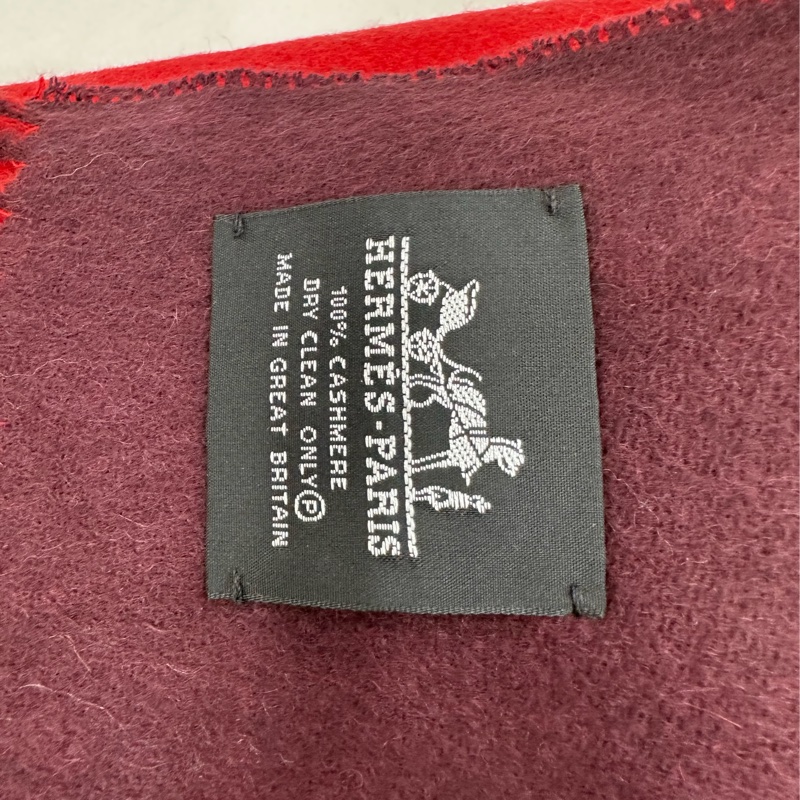 HERMÈS-PARIS
100% CASHMERE
DRY CLEAN ONLY Ⓟ
MADE IN GREAT BRITAIN